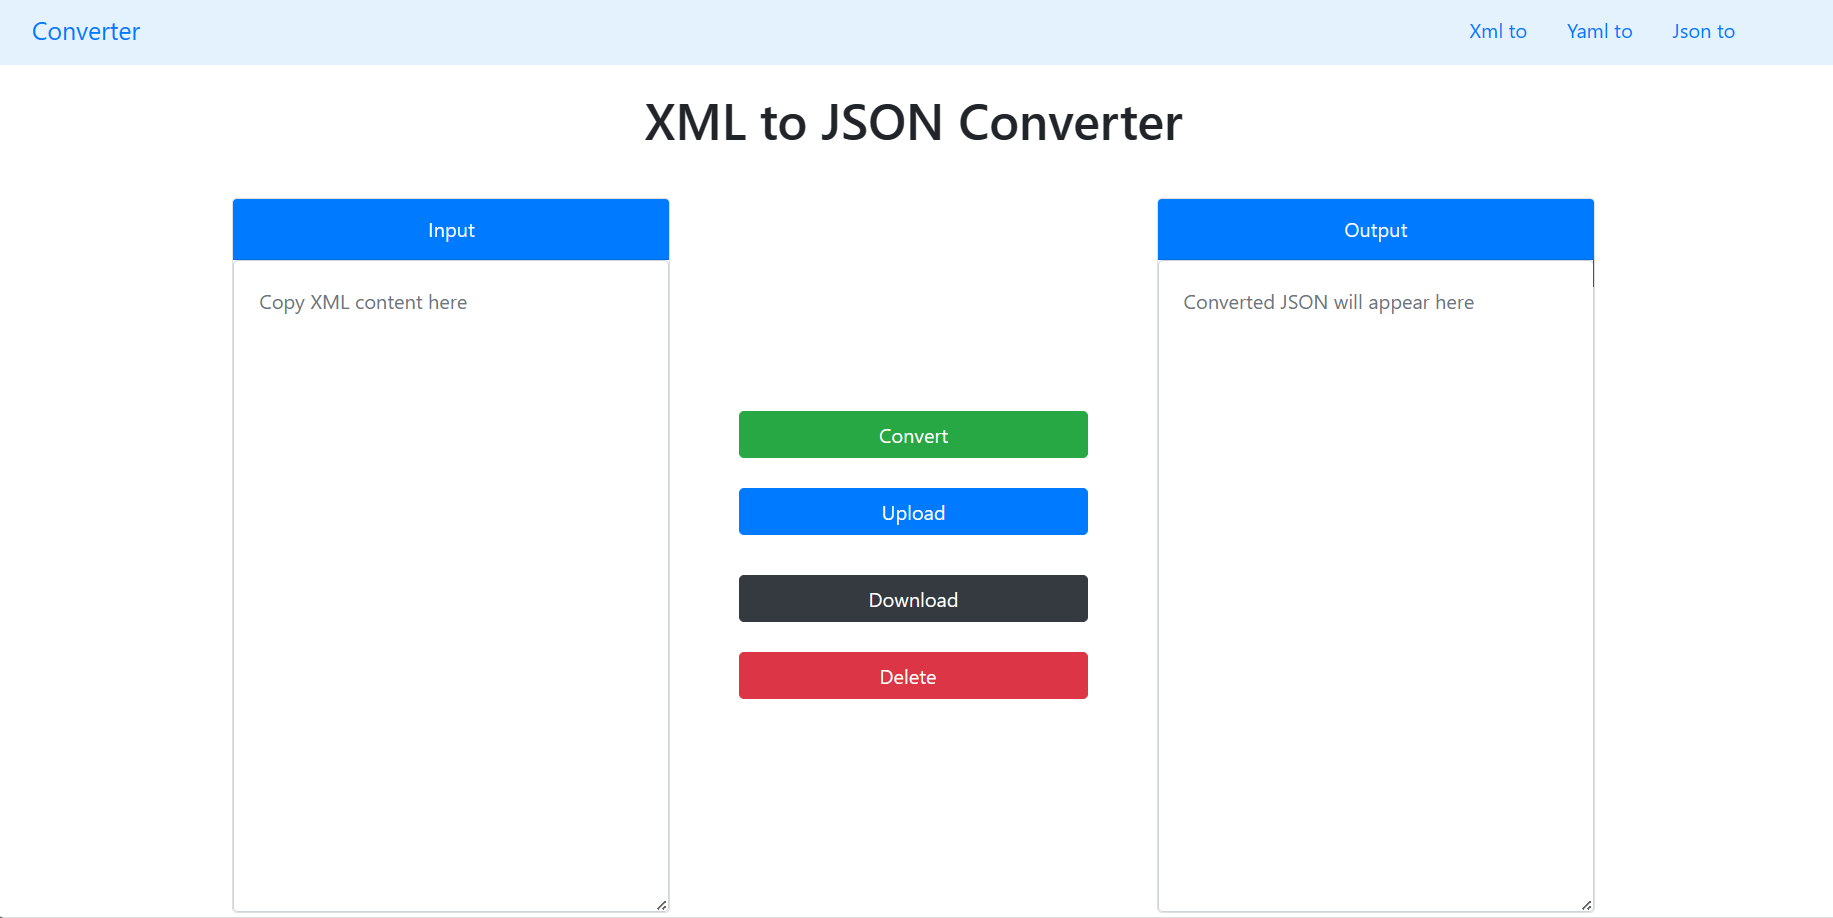 Converter
Xml to
Yaml to
Json to
XML to JSON Converter
Input
Copy XML content here
Convert
Upload
Download
Delete
Output
Converted JSON will appear here